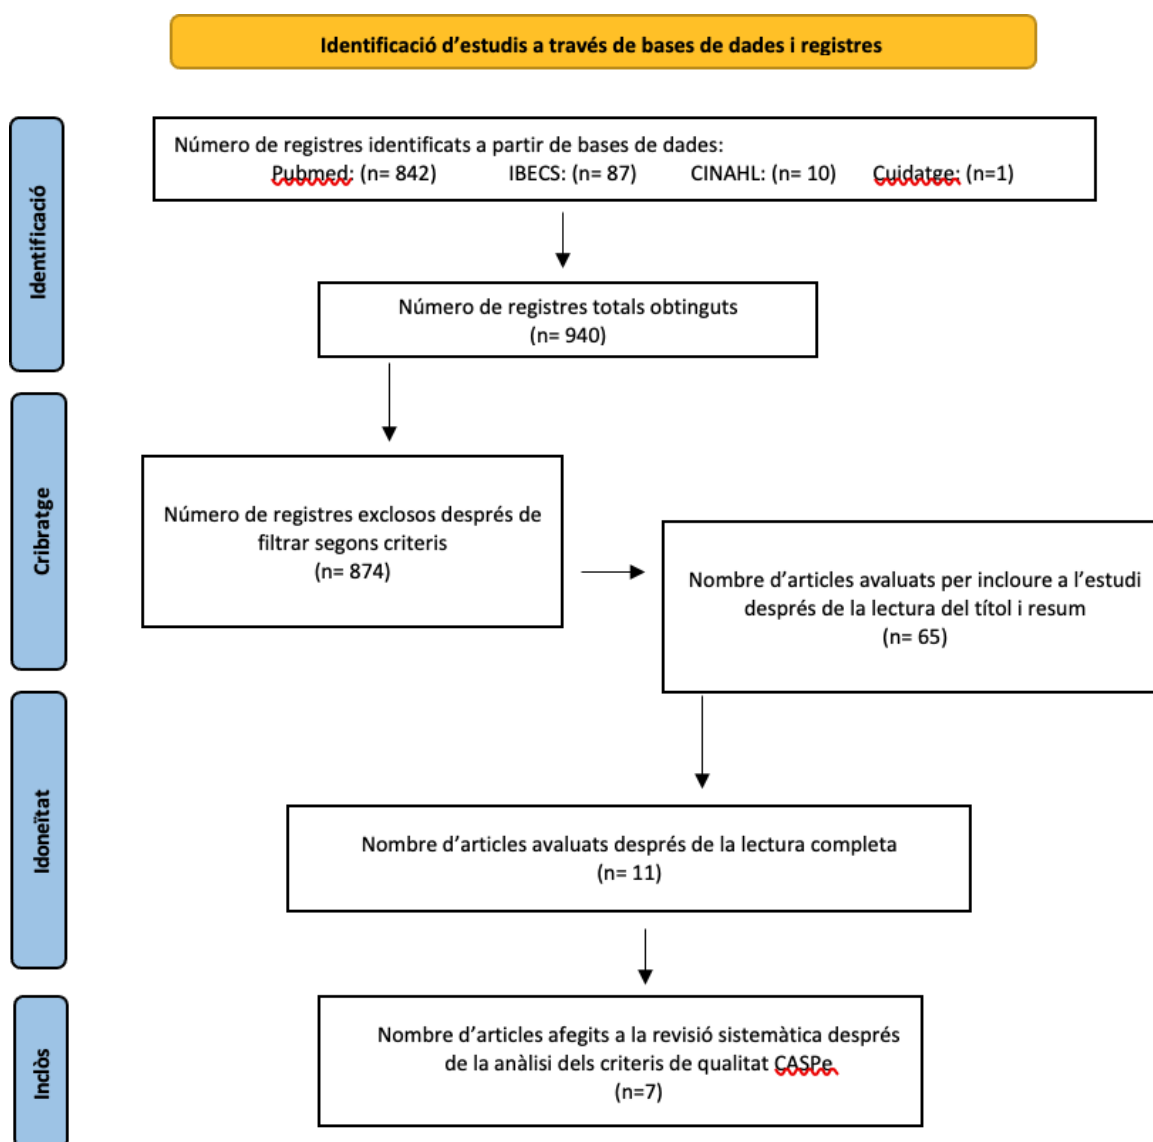 Identificació d'estudis a través de bases de dades i registres
Identificació
Número de registres identificats a partir de bases de dades:
Pubmed: (n= 842) IBECS: (n= 87) CINAHL: (n= 10) Cuidatge: (n=1)
Número de registres totals obtinguts
(n= 940)
Cribratge
Número de registres exclosos després de
filtrar segons criteris
(n= 874)
Nombre d'articles avaluats per incloure a l'estudi
després de la lectura del títol i resum
(n= 65)
Idoneïtat
Nombre d'articles avaluats després de la lectura completa
(n= 11)
Inclòs
Nombre d'articles afegits a la revisió sistemàtica després
de la anàlisi dels criteris de qualitat CASPe
(n=7)